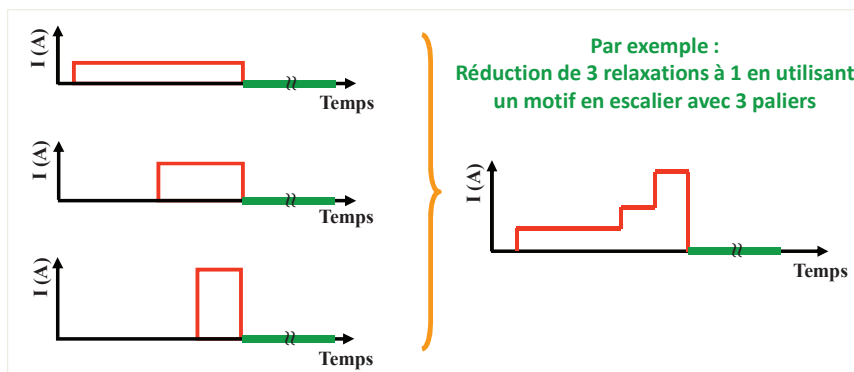 I (A)
Temps
I (A)
Temps
I (A)
Temps
Par exemple :
Réduction de 3 relaxations à 1 en utilisant
un motif en escalier avec 3 paliers
I (A)
Temps